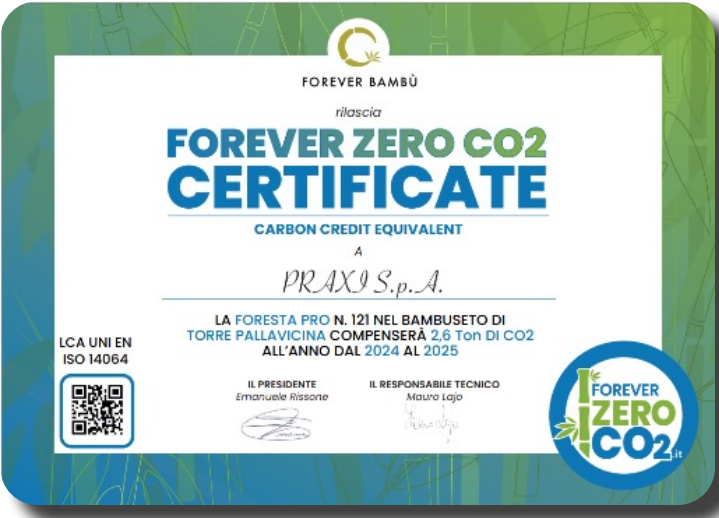 FOREVER BAMBÙ
rilascia
FOREVER ZERO CO2
CERTIFICATE
CARBON CREDIT EQUIVALENT
A
PRAXI S.p.A.
LA FORESTA PRO N. 121 NEL BAMBUSETO DI
TORRE PALLAVICINA COMPENSERÀ 2,6 Ton DI CO2
ALL'ANNO DAL 2024 AL 2025
LCA UNI EN
ISO 14064
IL PRESIDENTE
Emanuele Rissone
IL RESPONSABILE TECNICO
Mauro Lajo
FOREVER
ZERO
CO2.it